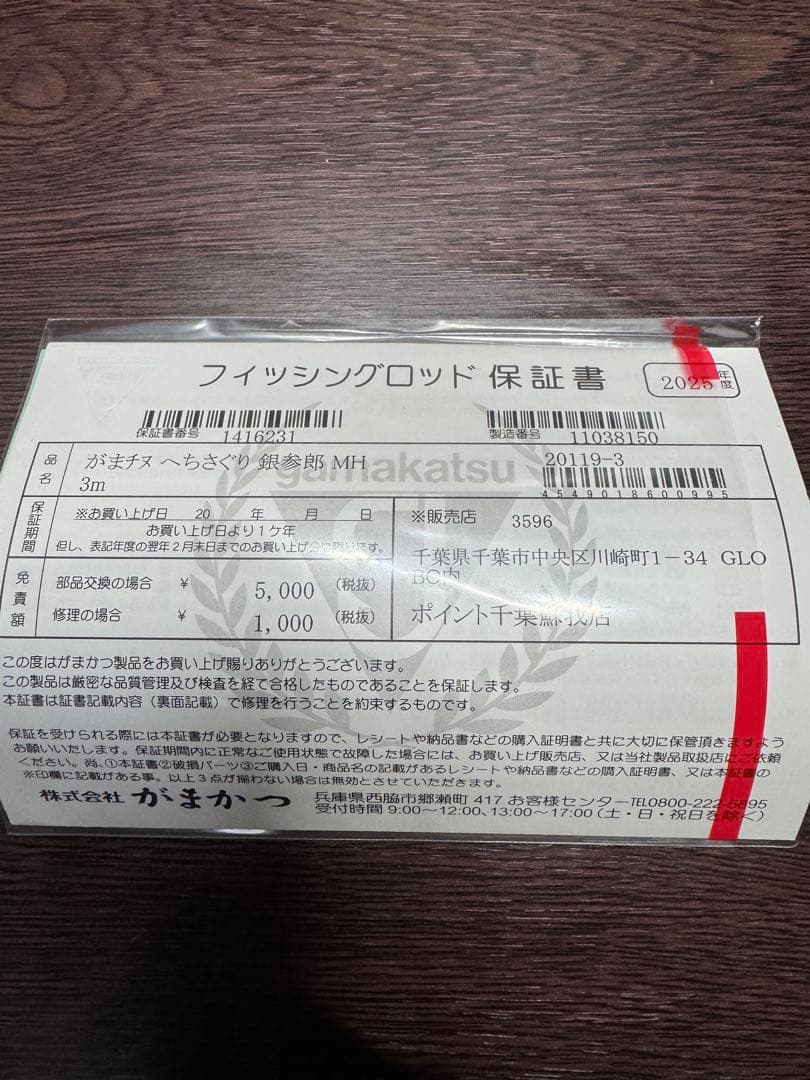 フィッシングロッド 保証書
2025年度
保証書番号 1416231
製造番号 11038150
品名
がまチヌ へちさぐり 銀参郎 MH
3m
gamakatsu
20119-3
4549018600995
保証期間
※お買い上げ日 20 年 月 日
お買い上げ日より1ケ年
但し、表記年度の翌年2月末日までのお買い上げ分に限ります。
※販売店 3596
千葉県千葉市中央区川崎町1-34 GLO
BO内
ポイント千葉蘇我店
免責額
部品交換の場合 ¥ 5,000 (税抜)
修理の場合 ¥ 1,000 (税抜)
この度はがまかつ製品をお買い上げ賜りありがとうございます。
この製品は厳密な品質管理及び検査を経て合格したものであることを保証します。
本証書は証書記載内容(裏面記載)で修理を行うことを約束するものです。
保証を受けられる際には本証書が必要となりますので、レシートや納品書などの購入証明書と共に大切に保管頂きますよう
お願いいたします。保証期間内に正常なご使用状態で故障した場合には、お買い上げ販売店、又は当社製品取扱店にご依頼
ください。尚、①本証書②破損パーツ③ご購入日・商品名の記載があるレシートや納品書などの購入証明書、又は本証書の
※印欄に記載がある事。以上3点が揃わない場合は無効とさせていただきます。
株式会社 がまかつ
兵庫県西脇市郷瀬町 417 お客様センターTEL0800-222-5895
受付時間 9:00~12:00、13:00~17:00(土・日・祝日を除く)